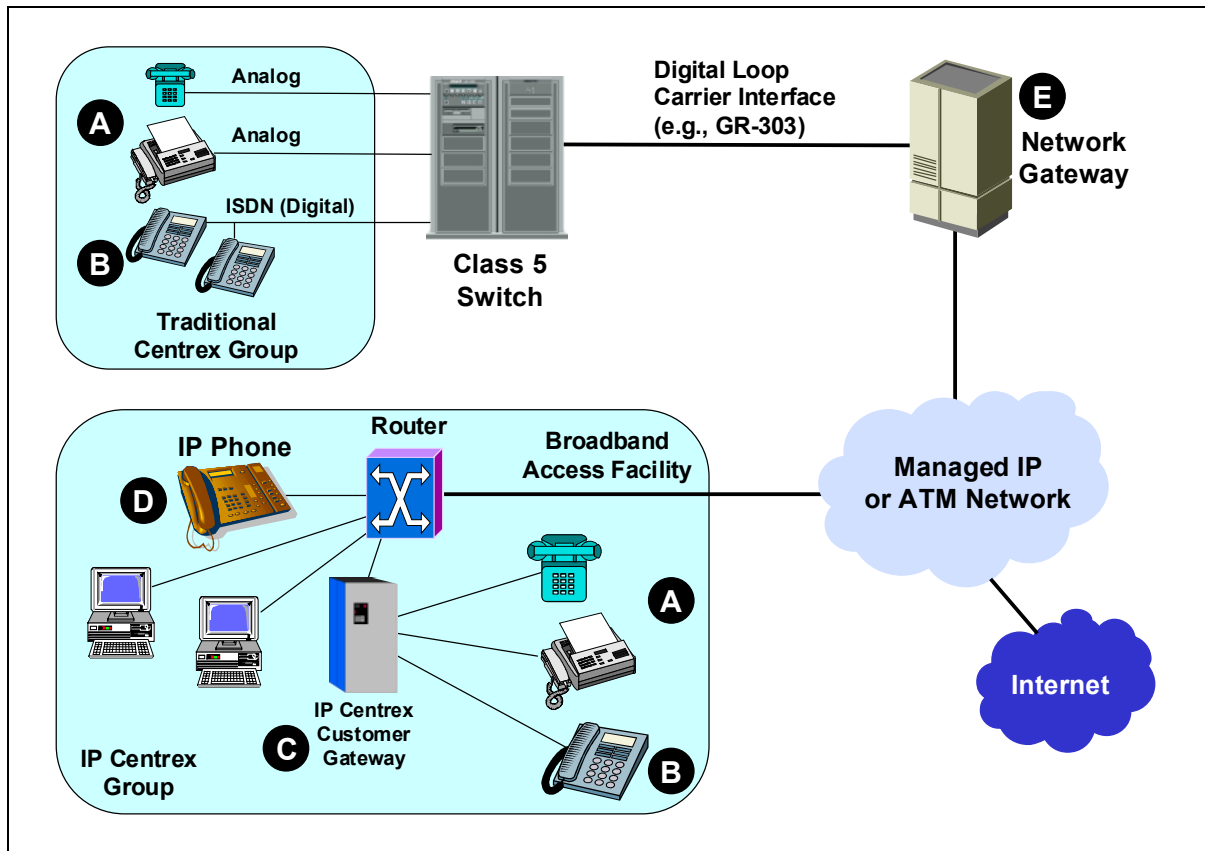 Analog
A
Analog
ISDN (Digital)
B
Traditional
Centrex Group
Class 5
Switch
Digital Loop
Carrier Interface
(e.g., GR-303)
E
Network
Gateway
Router
IP Phone
Broadband
Access Facility
D
Managed IP
or ATM Network
A
Internet
IP Centrex
Customer
Gateway
C
B
IP Centrex
Group